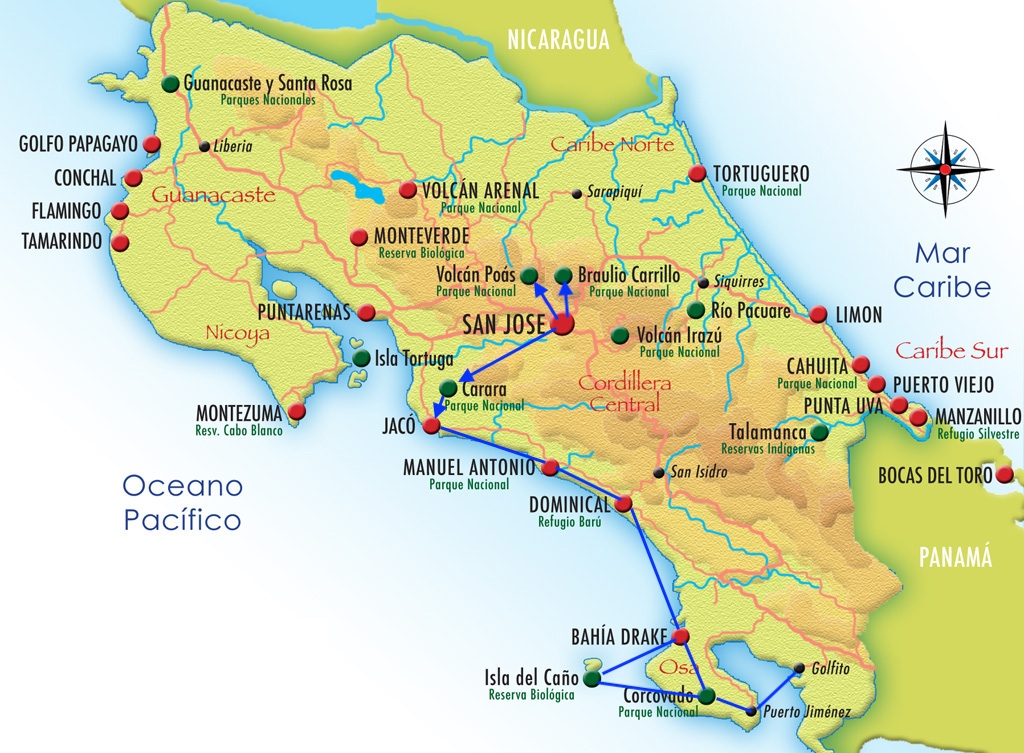 NICARAGUA
Guanacaste y Santa Rosa
Parques Nacionales
GOLFO PAPAGAYO
Liberia
Caribe Norte
CONCHAL
Guanacaste
VOLCÁN ARENAL
Parque Nacional
Sarapiquí
TORTUGUERO
Parque Nacional
FLAMINGO
TAMARINDO
MONTEVERDE
Reserva Biológica
Mar
Caribe
Volcán Poás
Parque Nacional
Braulio Carrillo
Parque Nacional
Siquirres
PUNTARENAS
SAN JOSE
Río Pacuare
LIMON
Nicoya
Volcán Irazú
Parque Nacional
Isla Tortuga
Caribe Sur
CAHUITA
Parque Nacional
Carara
Parque Nacional
Cordillera
Central
PUERTO VIEJO
PUNTA UVA
MONTEZUMA
Resv. Cabo Blanco
JACÓ
MANZANILLO
Refugio Silvestre
Talamanca
Reservas Indígenas
MANUEL ANTONIO
Parque Nacional
San Isidro
BOCAS DEL TORO
Oceano
Pacífico
DOMINICAL
Refugio Barú
PANAMÁ
BAHÍA DRAKE
Isla del Caño
Reserva Biológica
Osa
Golfito
Corcovado
Parque Nacional
Puerto Jiménez